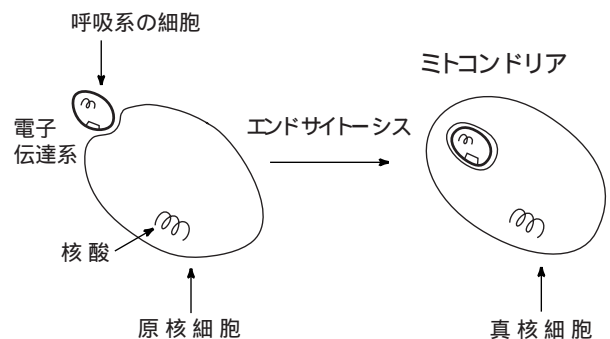 呼吸系の細胞
ミトコンドリア
電子
伝達系
エンドサイトーシス
核酸
原核細胞
真核細胞